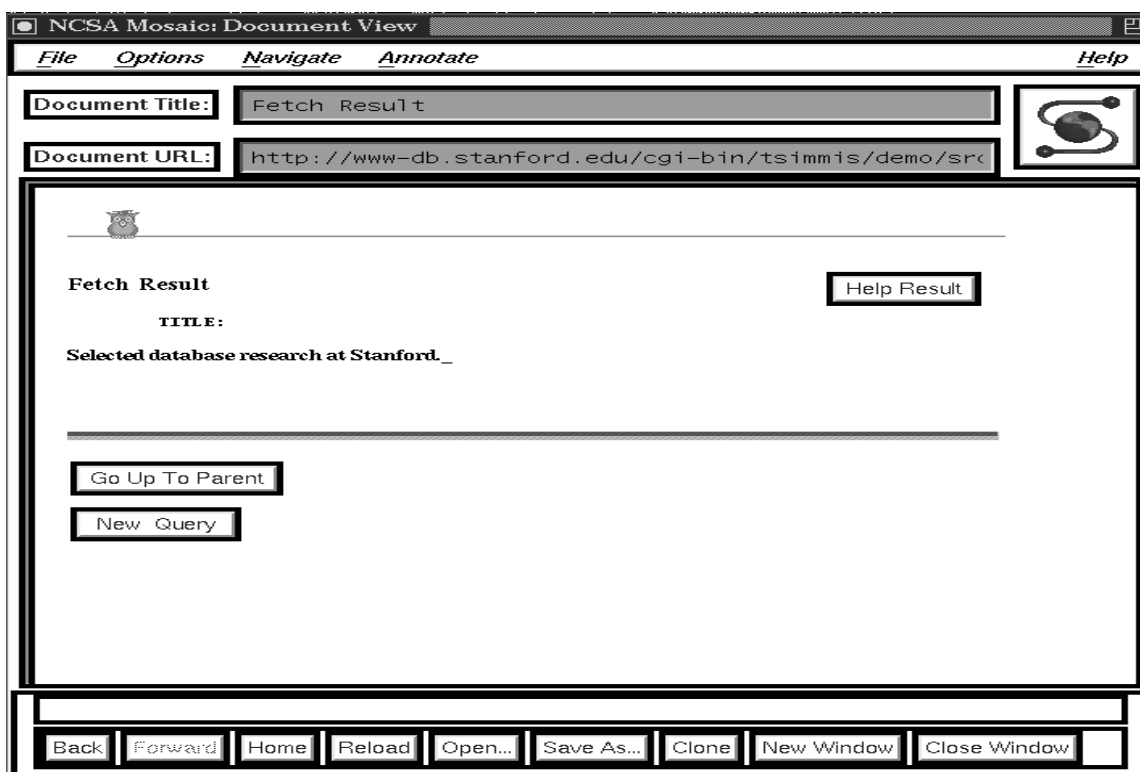 NCSA Mosaic: Document View
File Options Navigate Annotate Help
Document Title: Fetch Result
Document URL: http://www-db.stanford.edu/cgi-bin/tsimmis/demo/src
Fetch Result
Help Result
TITLE:
Selected database research at Stanford._
Go Up To Parent
New Query
Back Forward Home Reload Open... Save As... Clone New Window Close Window